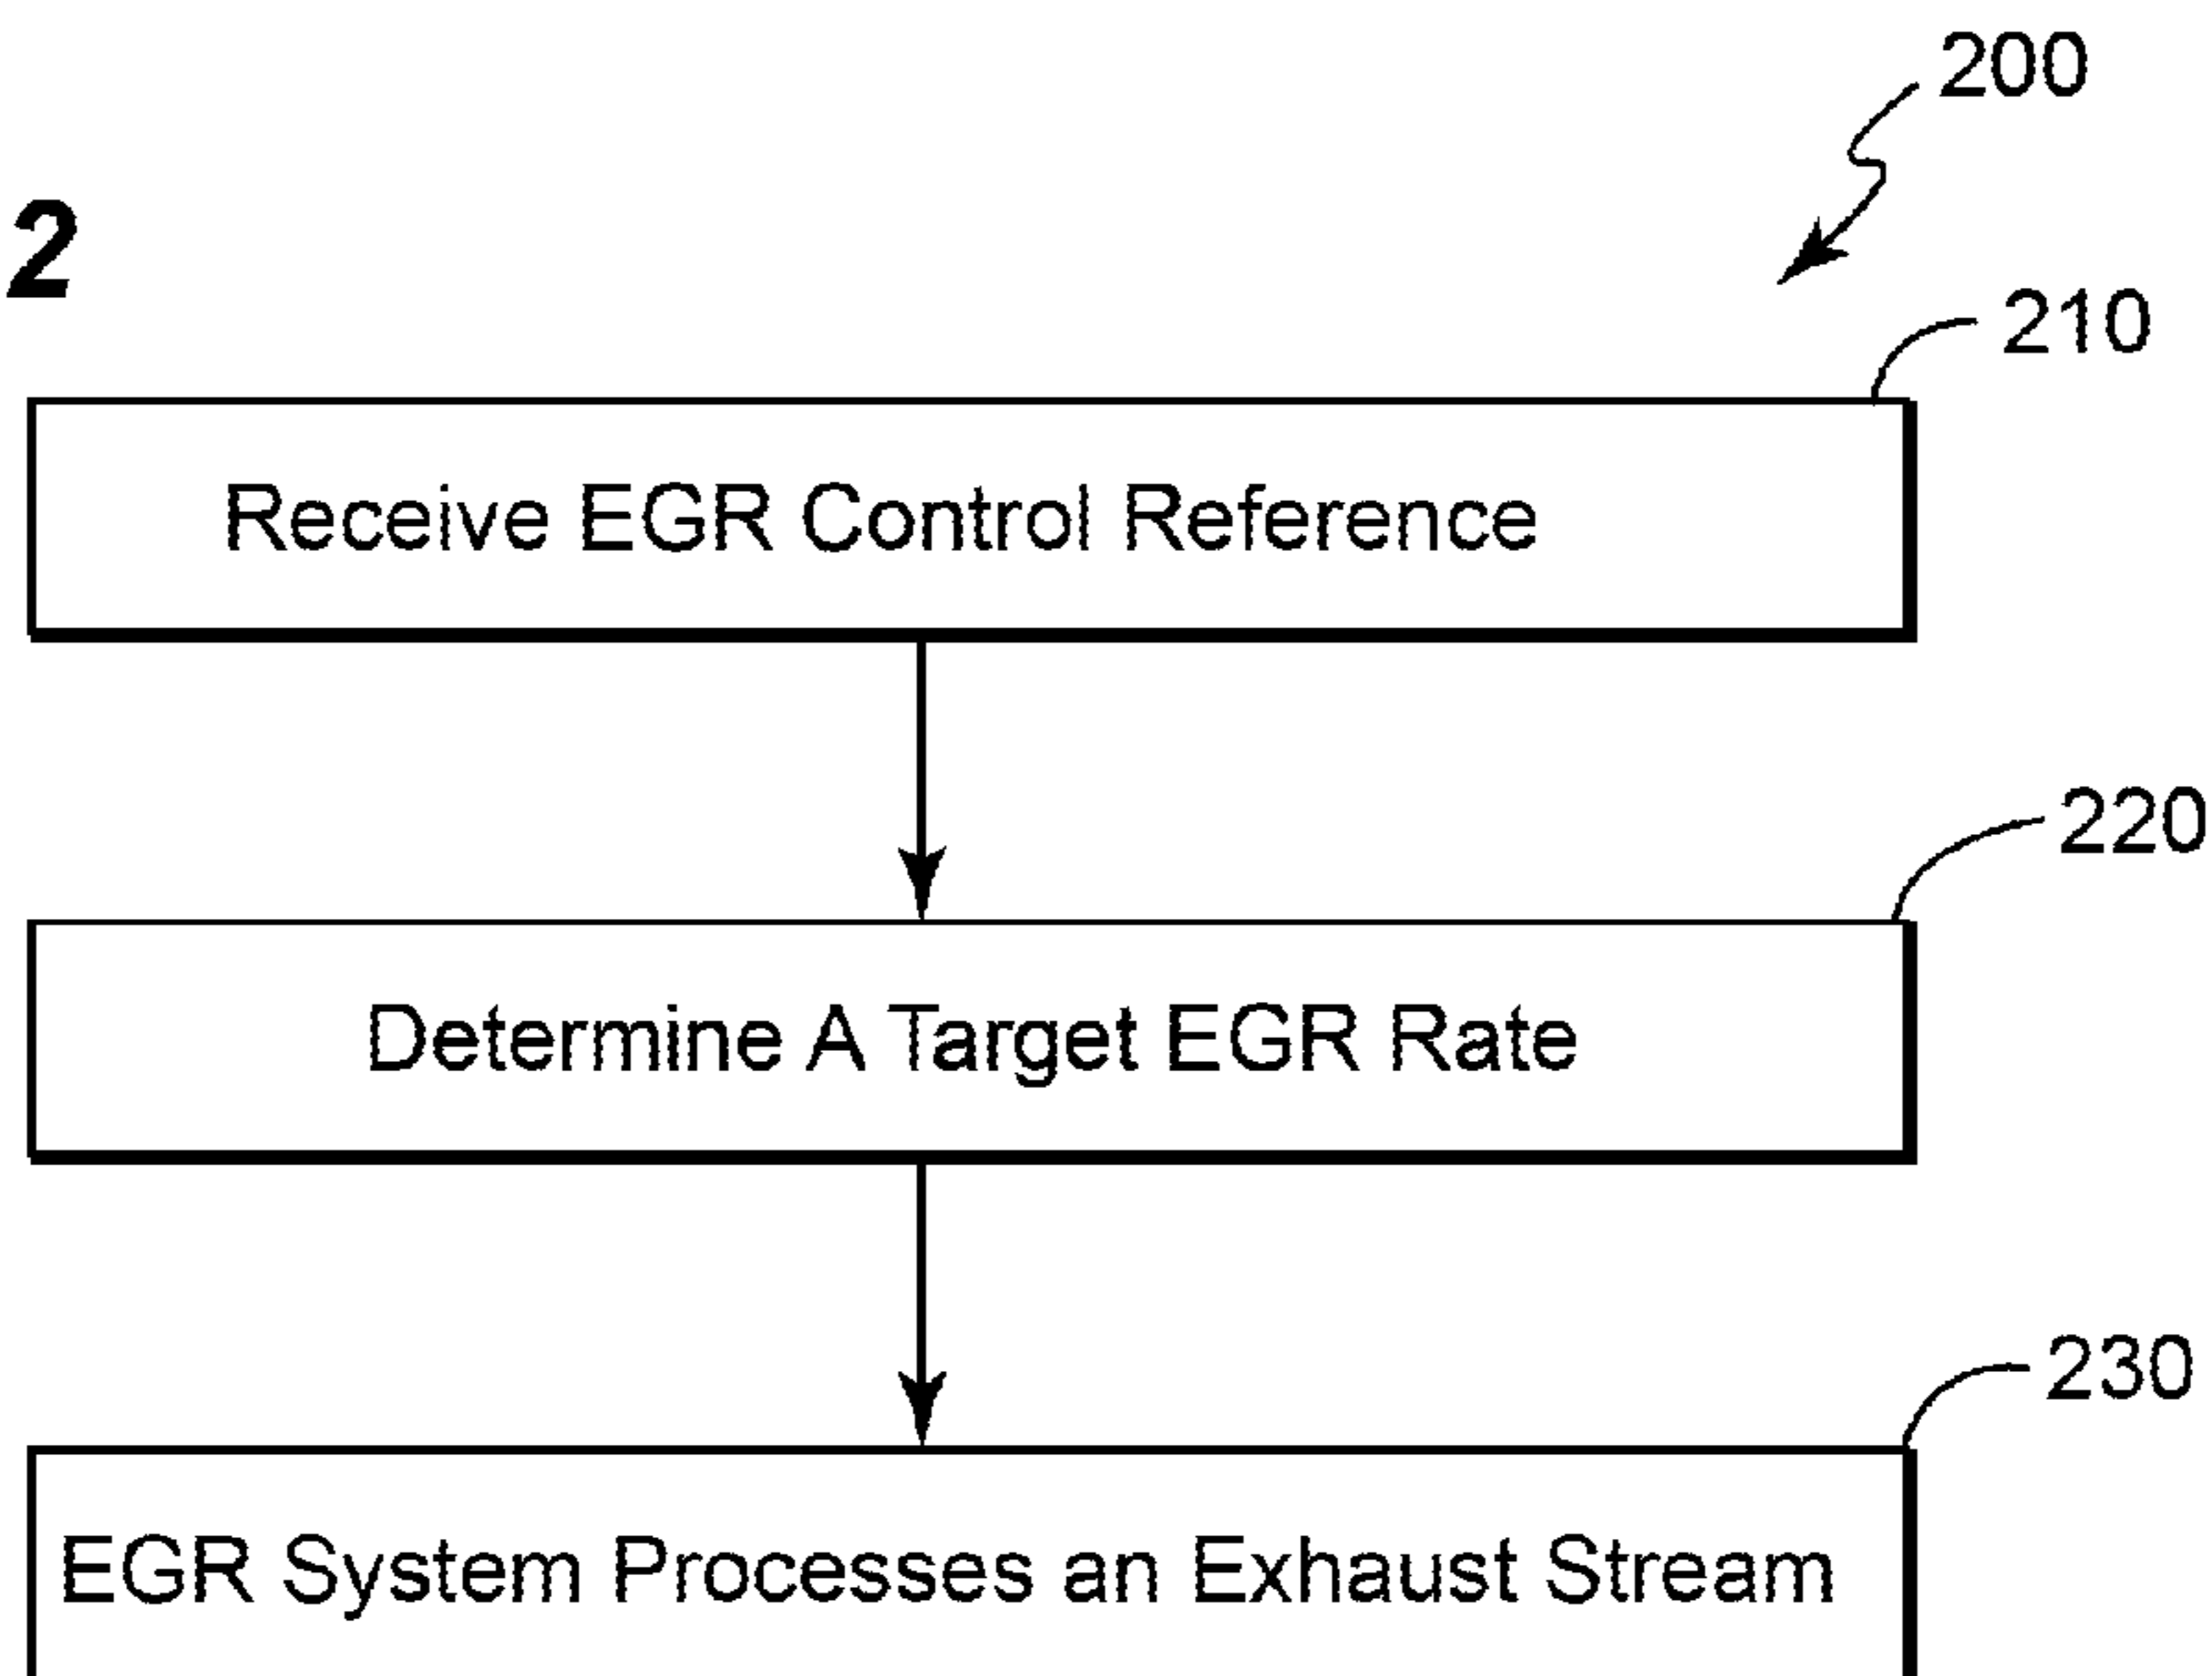 200
2
210
Receive EGR Control Reference
220
Determine A Target EGR Rate
230
EGR System Processes an Exhaust Stream